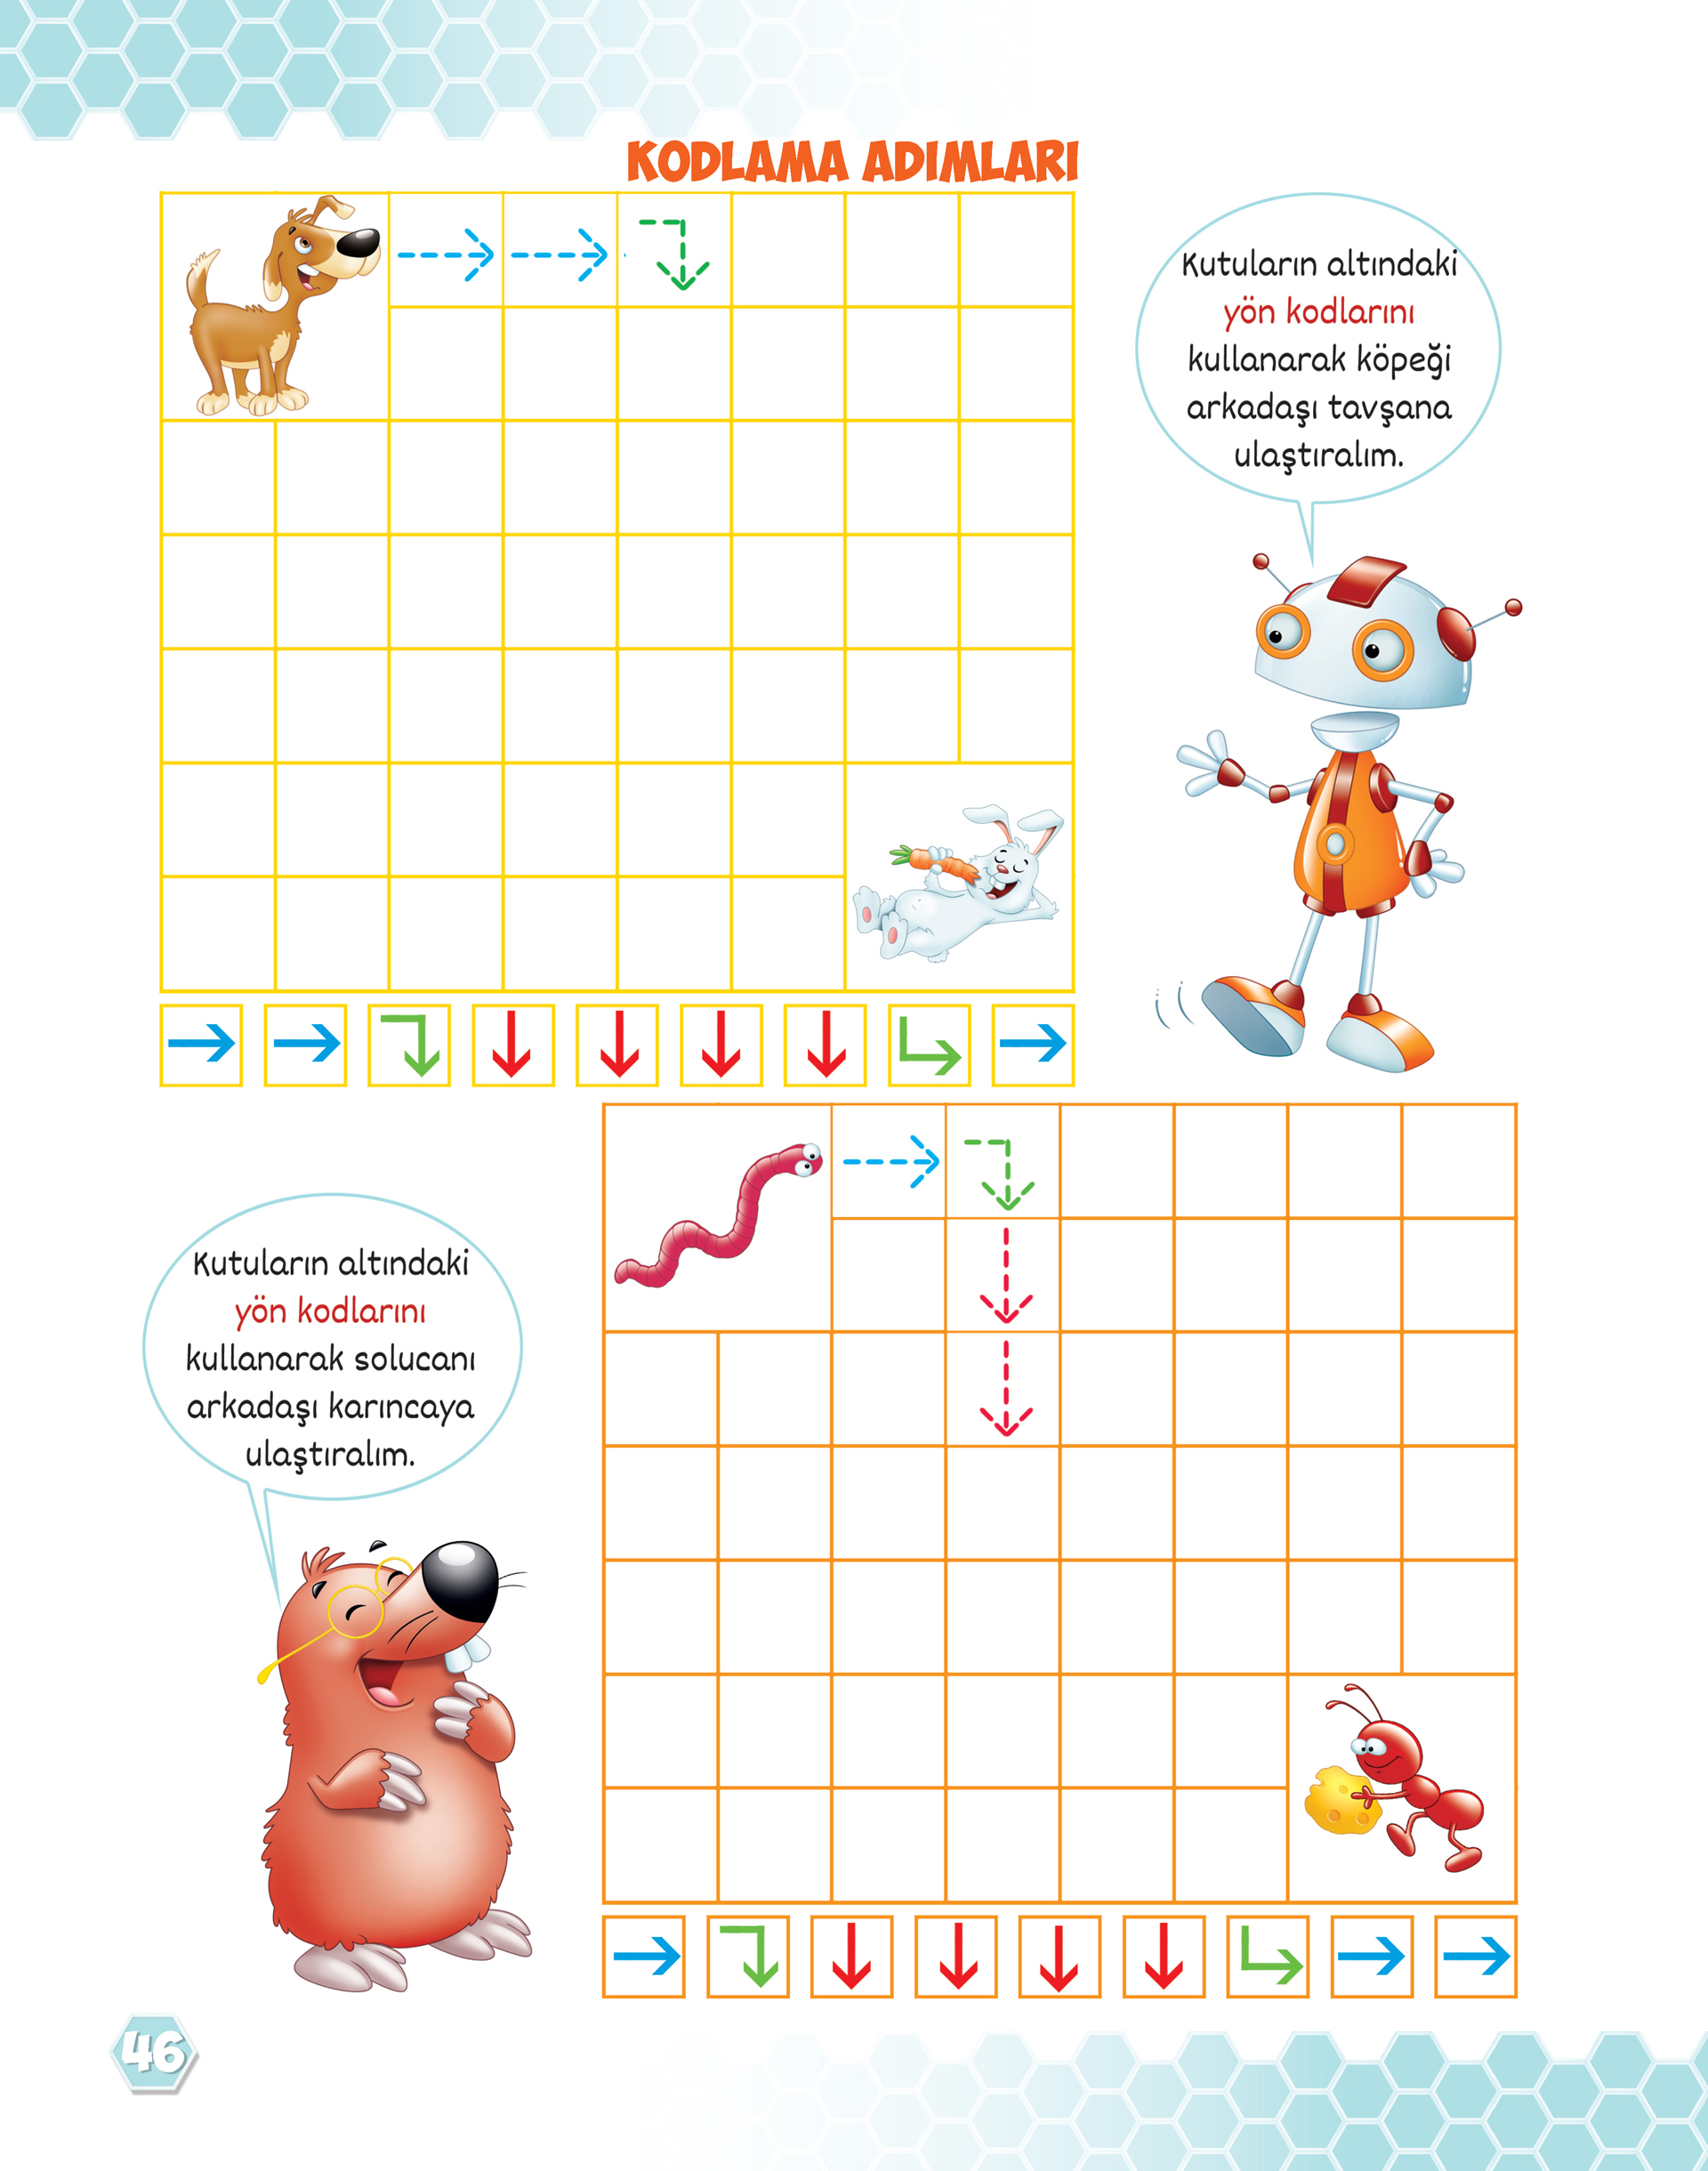 KODLAMA ADIMLARI
Kutuların altındaki
yön kodlarını
kullanarak köpeği
arkadaşı tavşana
ulaştıralım.
Kutuların altındaki
yön kodlarını
kullanarak solucanı
arkadaşı karıncaya
ulaştıralım.
46